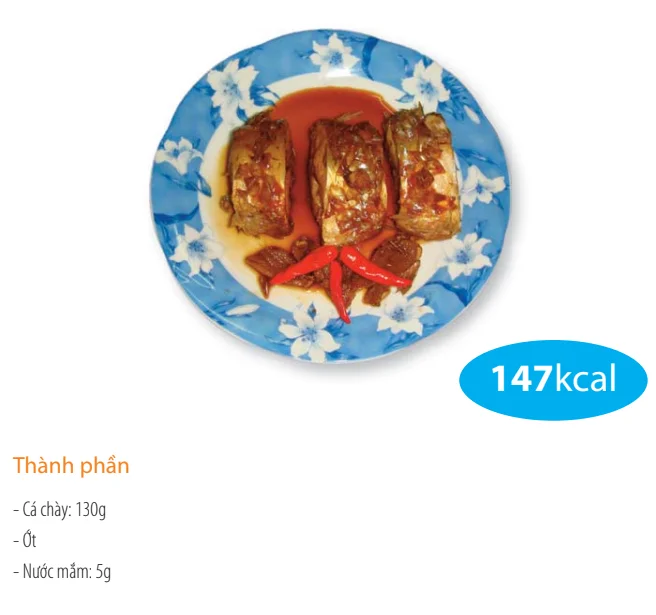 147kcal
Thành phần
- Cá chày: 130g
- Ớt
- Nước mắm: 5g